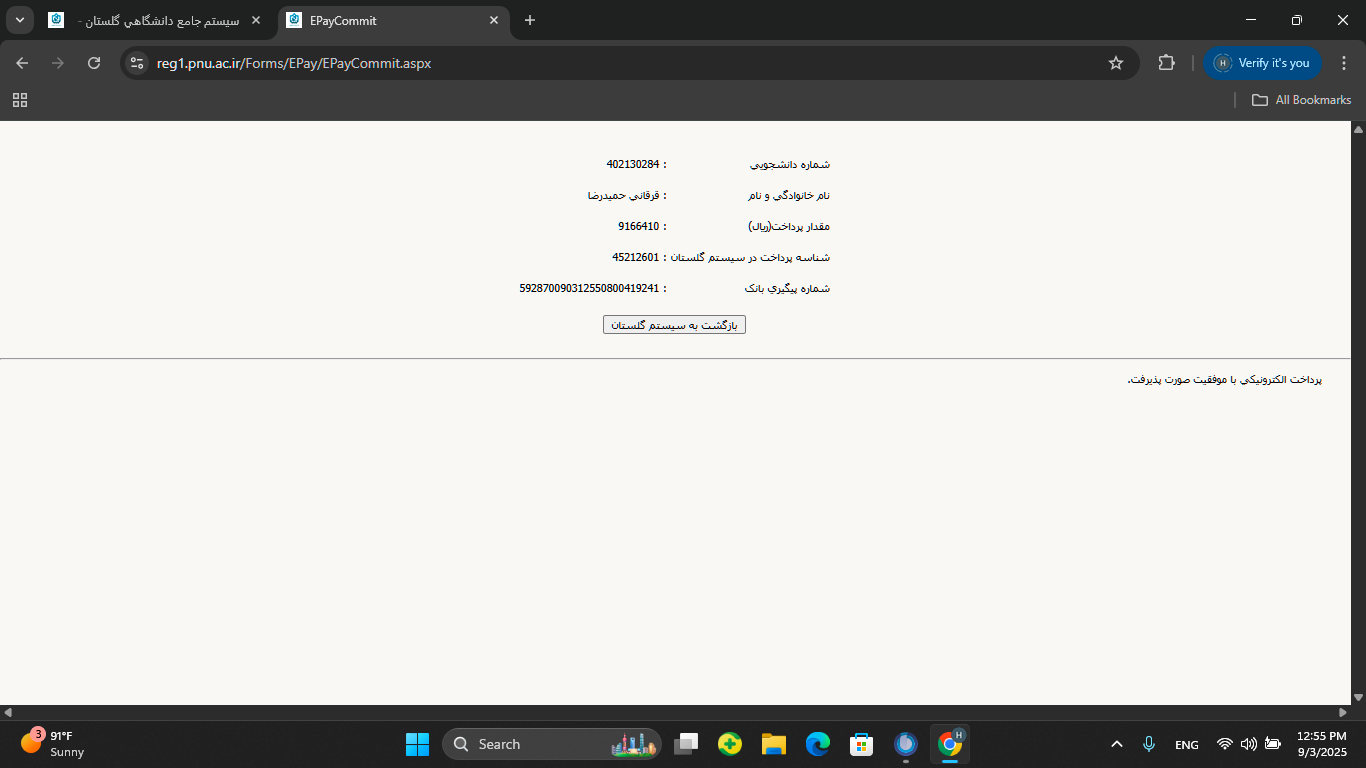 سيستم جامع دانشگاهي گلستان -
EPayCommit
reg1.pnu.ac.ir/Forms/EPay/EPayCommit.aspx
Verify it's you
All Bookmarks
شماره دانشجويي : 402130284
نام خانوادگي و نام : قرقاني حميدرضا
مقدار پرداخت(ريال) : 9166410
شناسه پرداخت در سيستم گلستان : 45212601
شماره پيگيري بانک : 592870090312550800419241
بازگشت به سيستم گلستان
پرداخت الکترونيکي با موفقيت صورت پذيرفت.
3
91°F
Sunny
Search
H
ENG
12:55 PM
9/3/2025